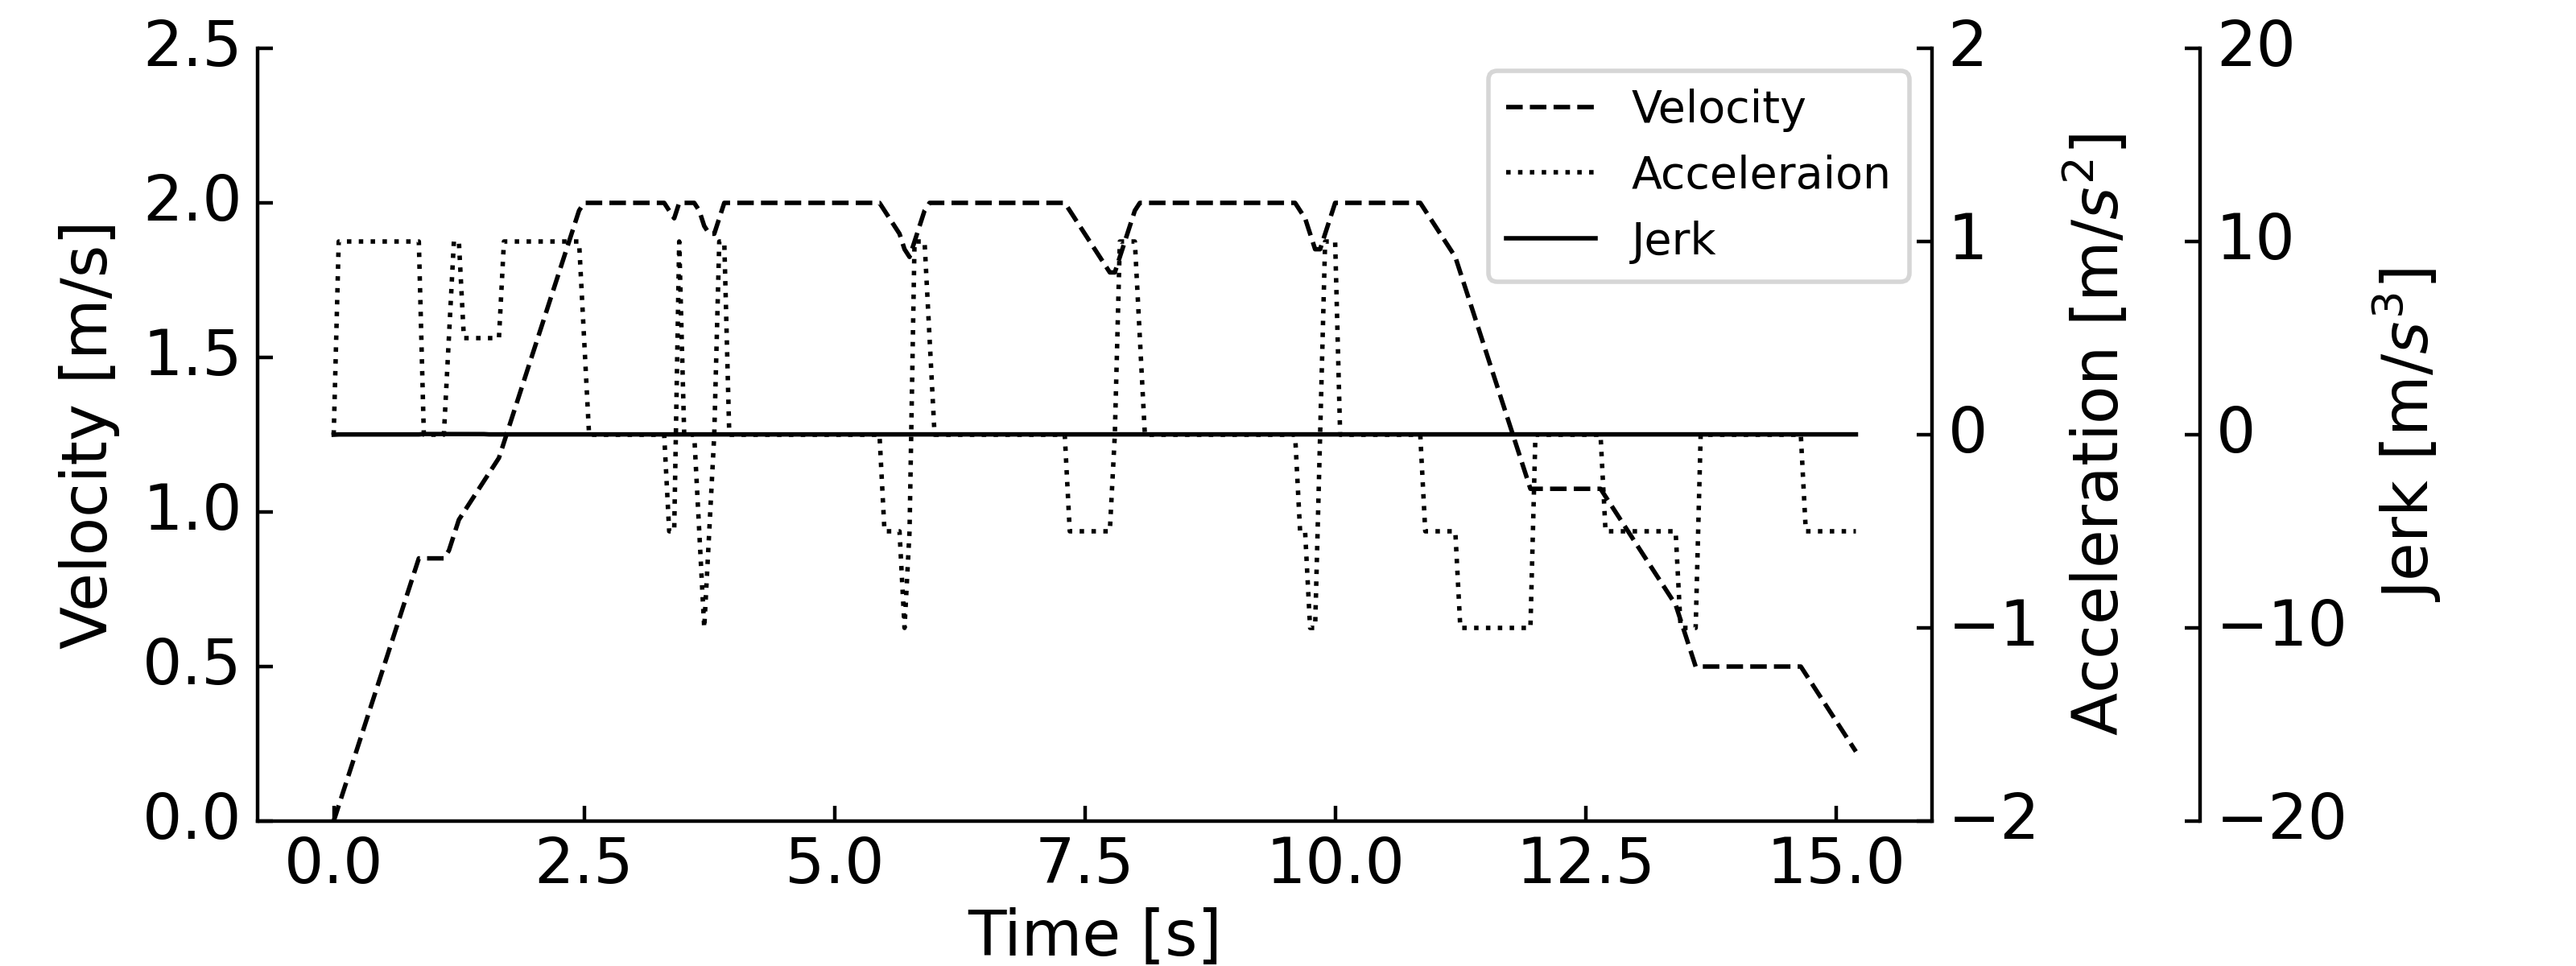 2.5
2.0
1.5
1.0
0.5
0.0
Velocity [m/s]
0.0 2.5 5.0 7.5 10.0 12.5 15.0
Time [s]
Velocity
Acceleraion
Jerk
2
1
0
−1
−2
Acceleration [m/s²]
20
10
0
−10
−20
Jerk [m/s³]